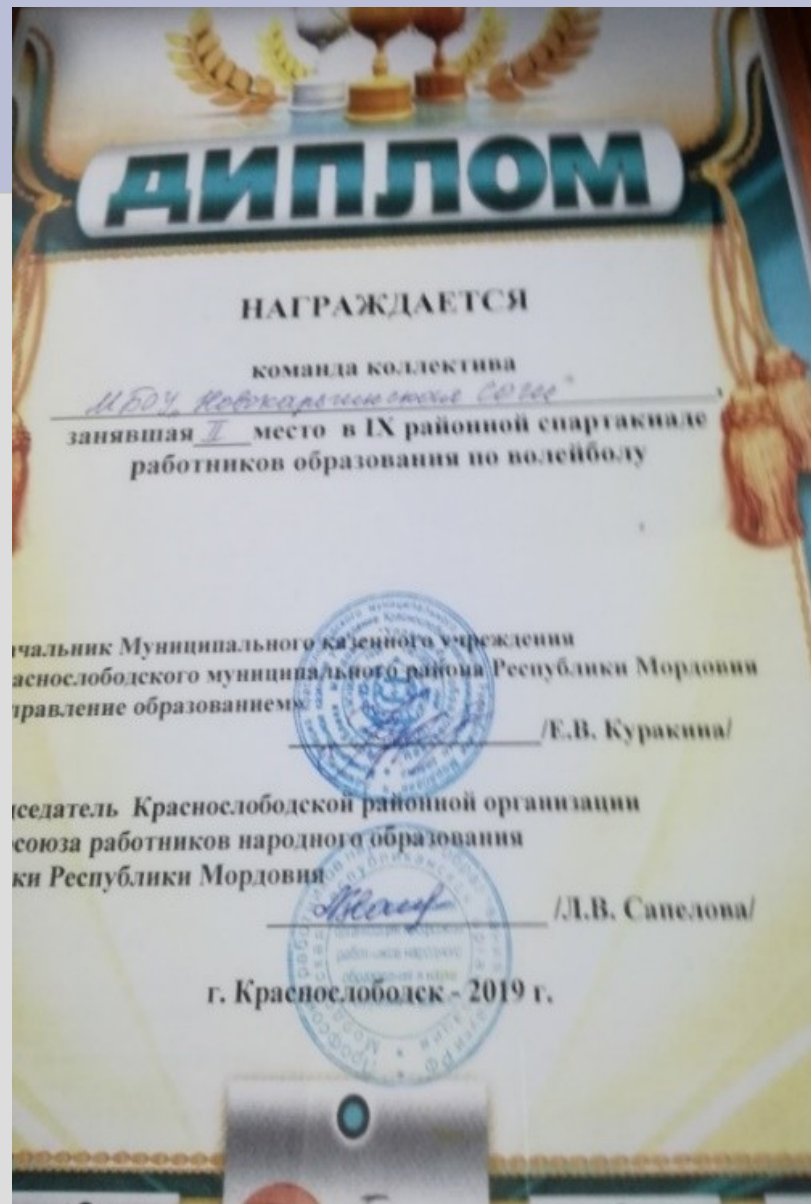 ДИПЛОМ
НАГРАЖДАЕТСЯ
команда коллектива
МБОУ „Новокарьгинская СОШ"
занявшая II место в IX районной спартакиаде
работников образования по волейболу
чальник Муниципального казенного учреждения
аснослободского муниципального района Республики Мордовия
правление образованием»
/Е.В. Куракина/
седатель Краснослободской районной организации
союза работников народного образования
ки Республики Мордовия
/Л.В. Сапелова/
г. Краснослободск - 2019 г.